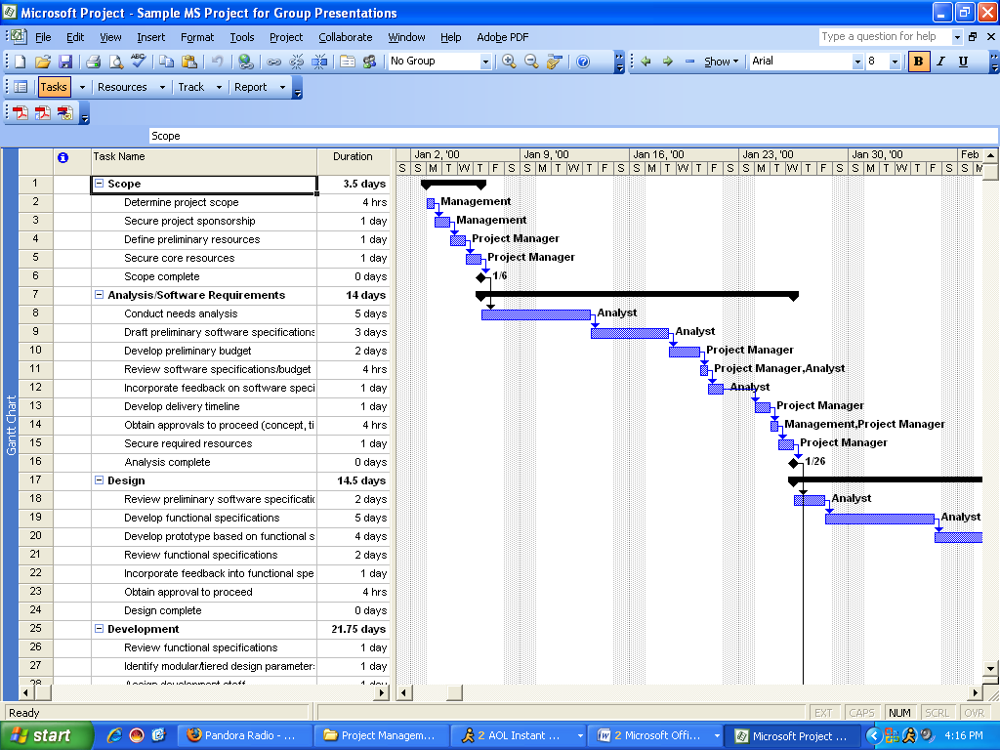 Microsoft Project - Sample MS Project for Group Presentations
File Edit View Insert Format Tools Project Collaborate Window Help Adobe PDF Type a question for help
No Group Show Arial 8 B I U
Tasks Resources Track Report
Scope
Task Name Duration Jan 2, '00 Jan 9, '00 Jan 16, '00 Jan 23, '00 Jan 30, '00 Feb
S S M T W T F S S M T W T F S S M T W T F S S M T W T F S S M T W T F S S M
1 Scope 3.5 days
2 Determine project scope 4 hrs Management
3 Secure project sponsorship 1 day Management
4 Define preliminary resources 1 day Project Manager
5 Secure core resources 1 day Project Manager
6 Scope complete 0 days 1/6
7 Analysis/Software Requirements 14 days
8 Conduct needs analysis 5 days Analyst
9 Draft preliminary software specifications 3 days Analyst
10 Develop preliminary budget 2 days Project Manager
11 Review software specifications/budget 4 hrs Project Manager,Analyst
12 Incorporate feedback on software speci 1 day Analyst
13 Develop delivery timeline 1 day Project Manager
14 Obtain approvals to proceed (concept, ti 4 hrs Management,Project Manager
15 Secure required resources 1 day Project Manager
16 Analysis complete 0 days 1/26
17 Design 14.5 days
18 Review preliminary software specificatio 2 days Analyst
19 Develop functional specifications 5 days Analyst
20 Develop prototype based on functional s 4 days
21 Review functional specifications 2 days
22 Incorporate feedback into functional spe 1 day
23 Obtain approval to proceed 4 hrs
24 Design complete 0 days
25 Development 21.75 days
26 Review functional specifications 1 day
27 Identify modular/tiered design parameters 1 day
28 Assign development staff 1 day
Gantt Chart
Ready EXT CAPS NUM SCRL OVR
start Pandora Radio - ... Project Managem... 2 AOL Instant ... 2 Microsoft Offi... Microsoft Project ... 4:16 PM